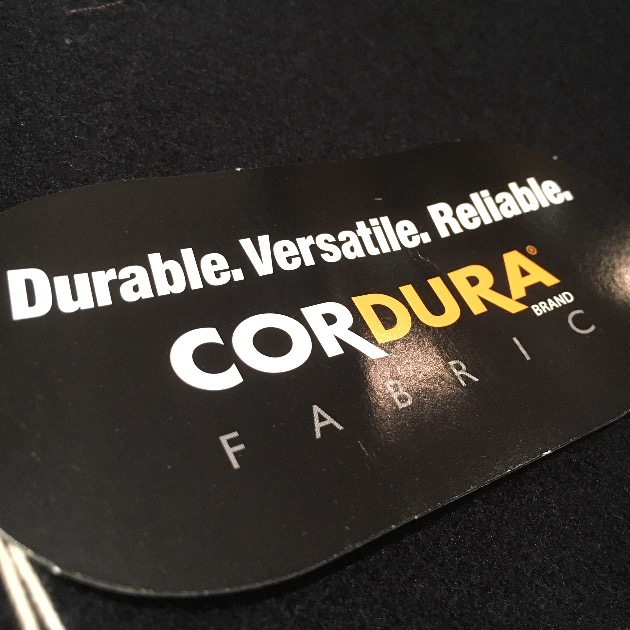 Durable. Versatile. Reliable.
CORDURA®
BRAND
FABRIC